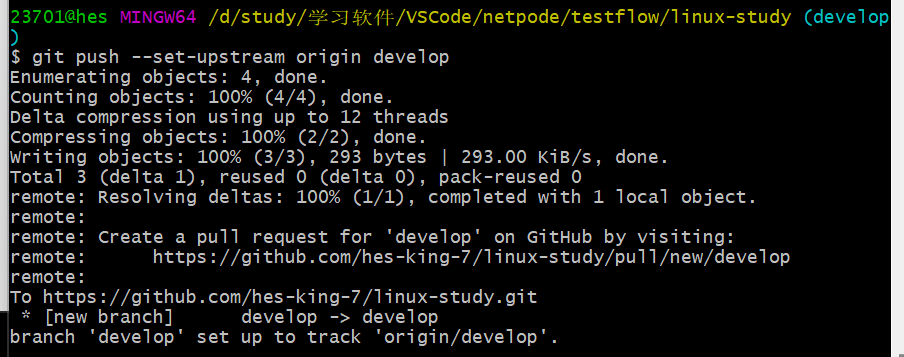 23701@hes MINGW64 /d/study/学习软件/VSCode/netpode/testflow/linux-study (develop
)
$ git push --set-upstream origin develop
Enumerating objects: 4, done.
Counting objects: 100% (4/4), done.
Delta compression using up to 12 threads
Compressing objects: 100% (2/2), done.
Writing objects: 100% (3/3), 293 bytes | 293.00 KiB/s, done.
Total 3 (delta 1), reused 0 (delta 0), pack-reused 0
remote: Resolving deltas: 100% (1/1), completed with 1 local object.
remote:
remote: Create a pull request for 'develop' on GitHub by visiting:
remote:      https://github.com/hes-king-7/linux-study/pull/new/develop
remote:
To https://github.com/hes-king-7/linux-study.git
 * [new branch]      develop -> develop
branch 'develop' set up to track 'origin/develop'.